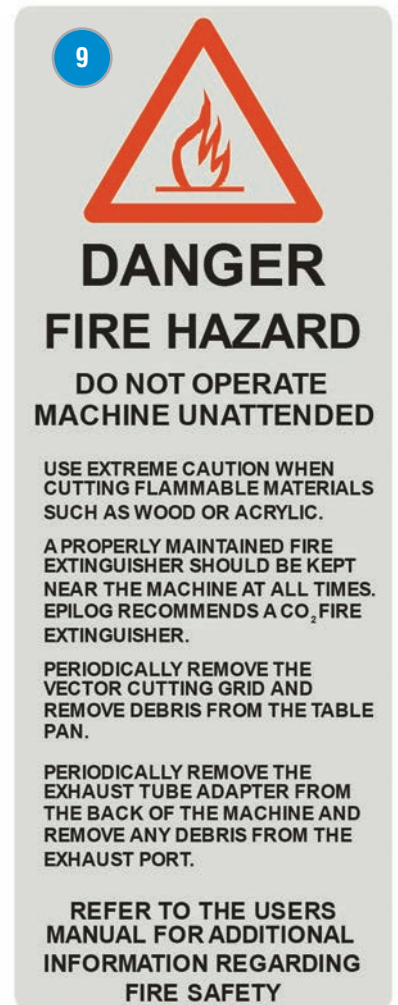 9
DANGER
FIRE HAZARD
DO NOT OPERATE
MACHINE UNATTENDED
USE EXTREME CAUTION WHEN
CUTTING FLAMMABLE MATERIALS
SUCH AS WOOD OR ACRYLIC.
A PROPERLY MAINTAINED FIRE
EXTINGUISHER SHOULD BE KEPT
NEAR THE MACHINE AT ALL TIMES.
EPILOG RECOMMENDS A CO₂ FIRE
EXTINGUISHER.
PERIODICALLY REMOVE THE
VECTOR CUTTING GRID AND
REMOVE DEBRIS FROM THE TABLE
PAN.
PERIODICALLY REMOVE THE
EXHAUST TUBE ADAPTER FROM
THE BACK OF THE MACHINE AND
REMOVE ANY DEBRIS FROM THE
EXHAUST PORT.
REFER TO THE USERS
MANUAL FOR ADDITIONAL
INFORMATION REGARDING
FIRE SAFETY